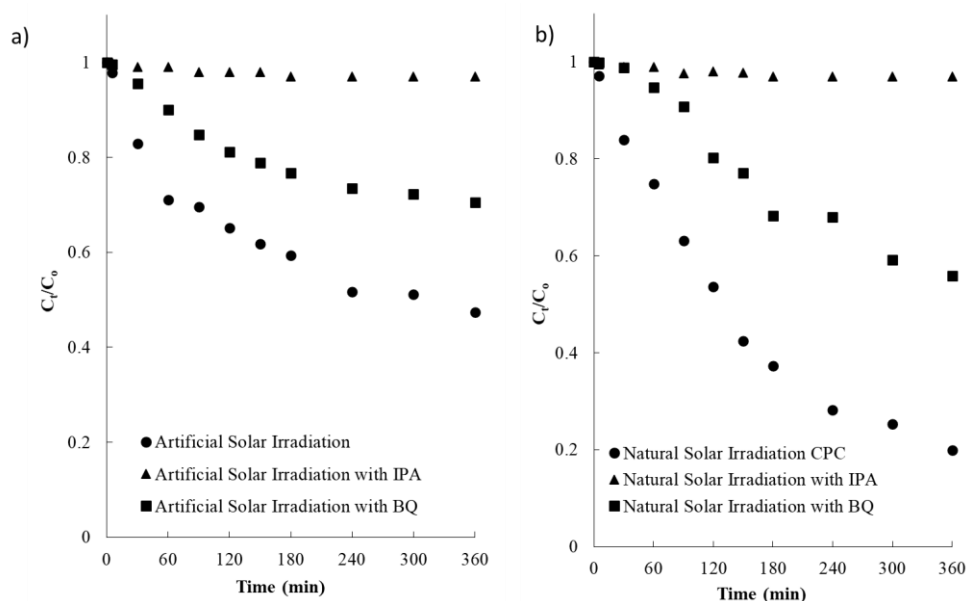 a)
1
0.8
0.6
0.4
0.2
0
Cₜ/Cₒ
Artificial Solar Irradiation
Artificial Solar Irradiation with IPA
Artificial Solar Irradiation with BQ
0 60 120 180 240 300 360
Time (min)
b)
1
0.8
0.6
0.4
0.2
0
Cₜ/Cₒ
Natural Solar Irradiation CPC
Natural Solar Irradiation with IPA
Natural Solar Irradiation with BQ
0 60 120 180 240 300 360
Time (min)